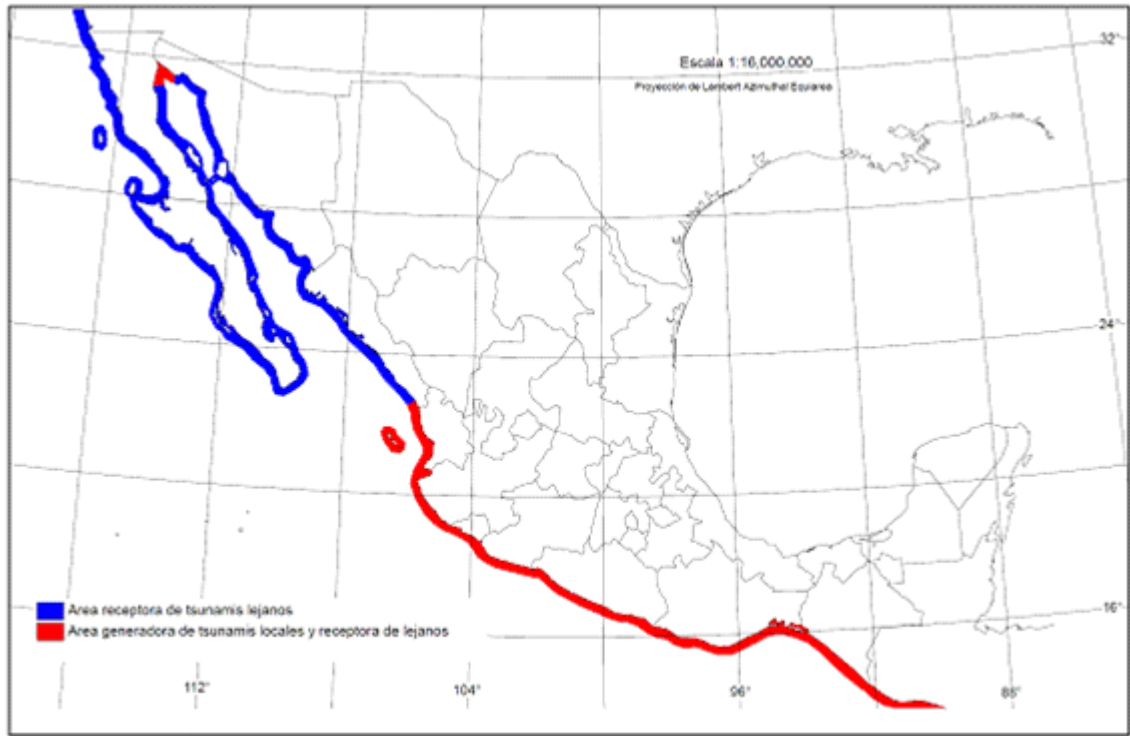 32°
Escala 1:16,000,000
Proyección de Lambert Azimuthal Equiarea
24°
Area receptora de tsunamis lejanos
Area generadora de tsunamis locales y receptora de lejanos
16°
112°
104°
96°
88°